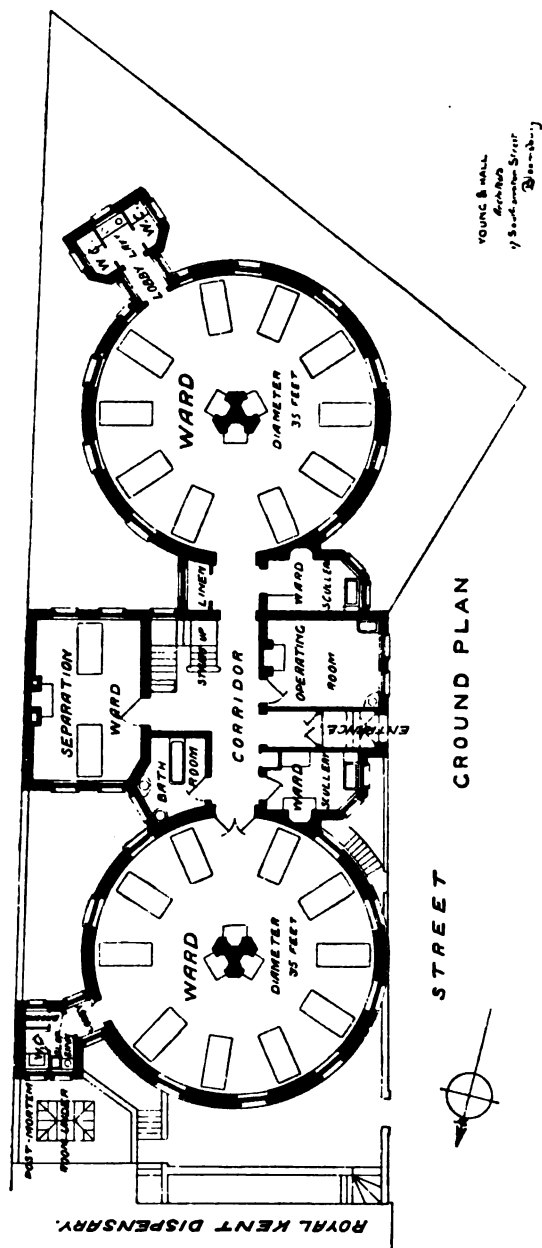 YOUNG & HALL
Architects
17 Southampton Street
Bloomsbury
W.C.
W.C.
LOBBY LAV
WARD
DIAMETER
35 FEET
LINEN
WARD
SCULLERY
SEPARATION
WARD
STAIRS UP
CORRIDOR
OPERATING
ROOM
ENTRANCE
BATH
ROOM
WARD
SCULLERY
WARD
DIAMETER
35 FEET
W.C.
POST-MORTEM
ROOM UNDER
GROUND PLAN
STREET
ROYAL KENT DISPENSARY.